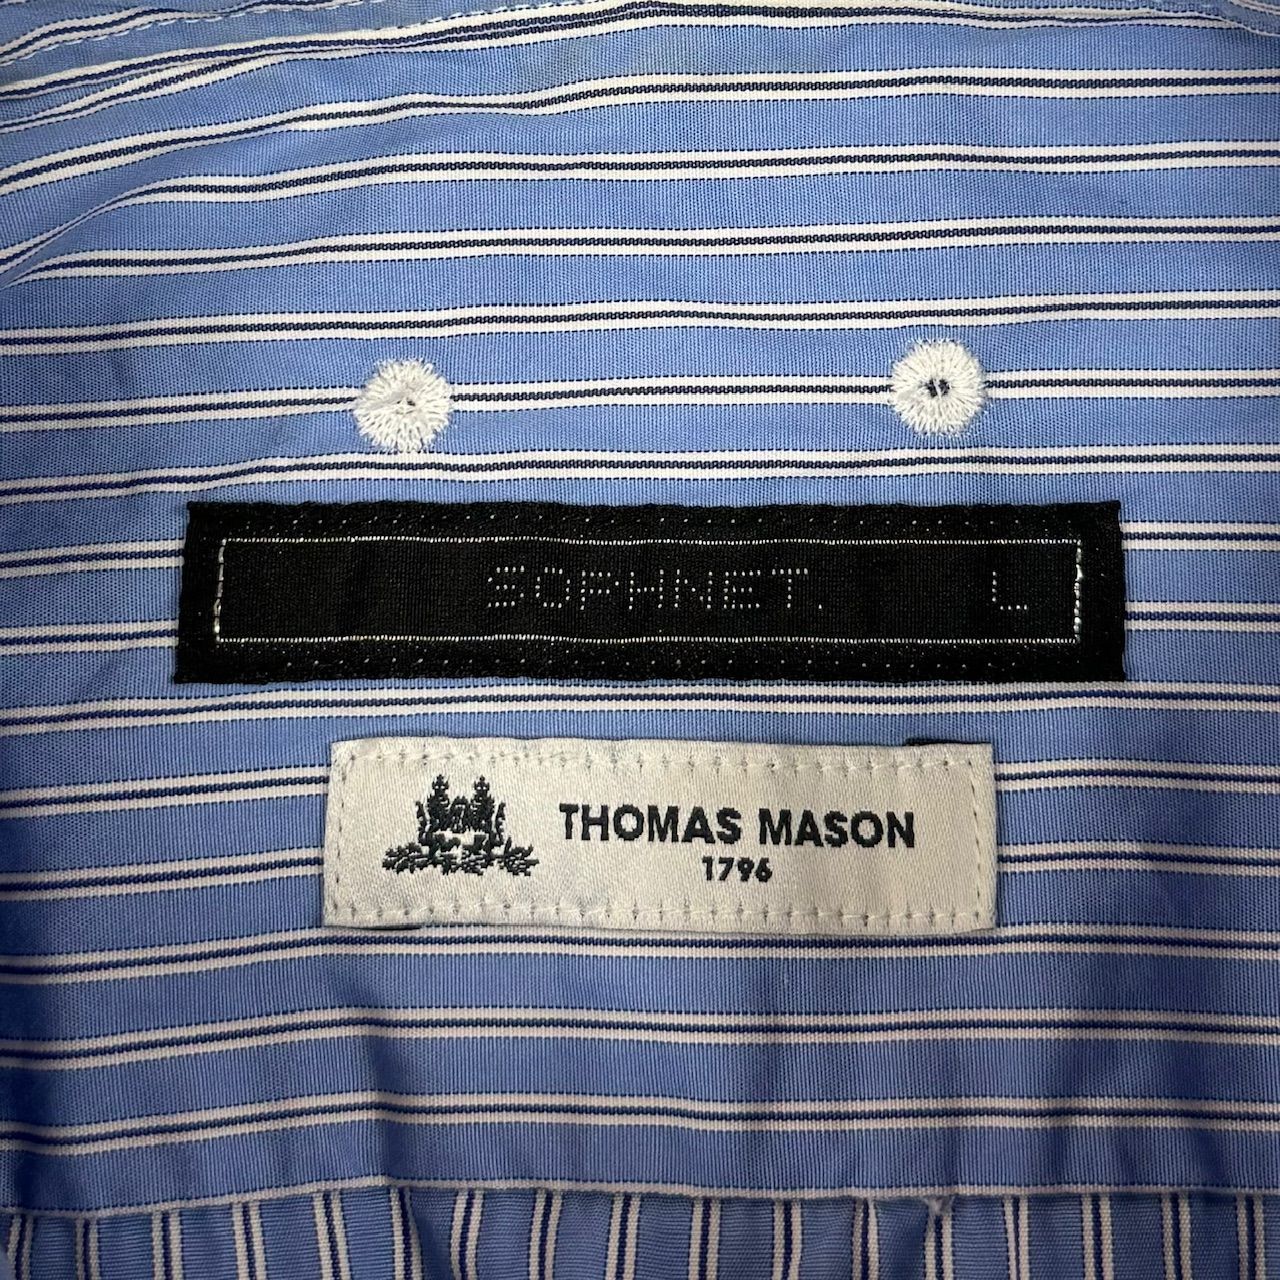 SOPHNET. L
THOMAS MASON
1796